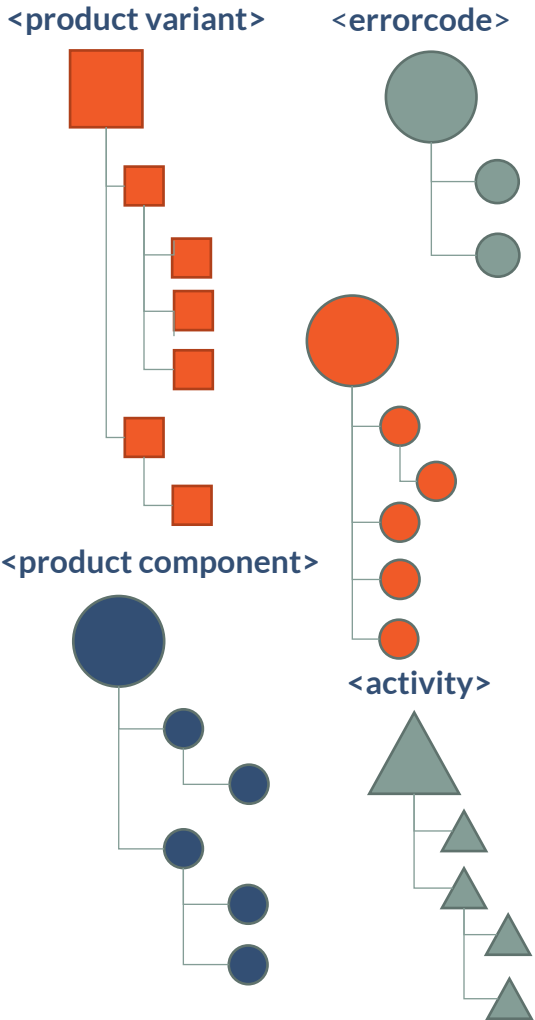 <product variant>
<errorcode>
<product component>
<activity>